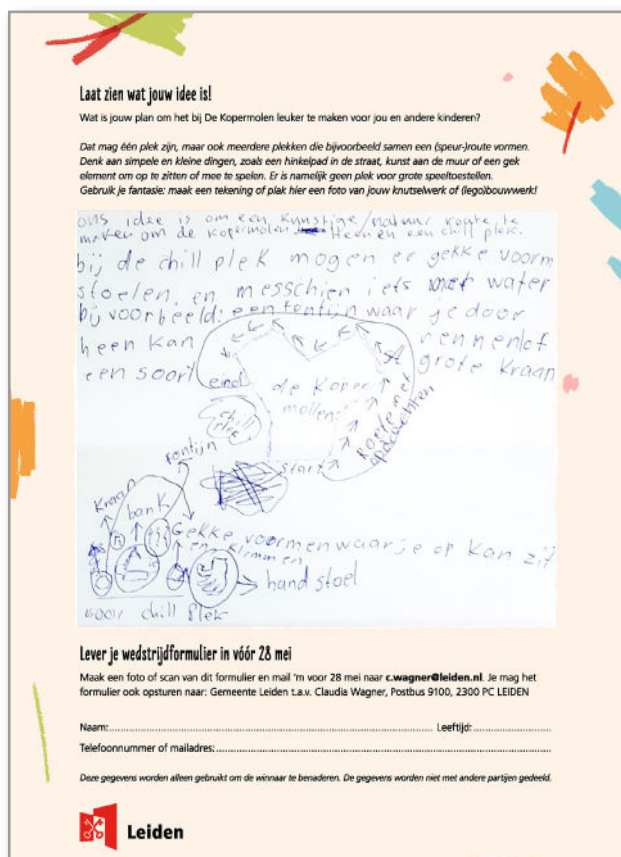 Laat zien wat jouw idee is!
Wat is jouw plan om het bij De Kopermolen leuker te maken voor jou en andere kinderen?
Dat mag één plek zijn, maar ook meerdere plekken die bijvoorbeeld samen een (speur-)route vormen.
Denk aan simpele en kleine dingen, zoals een hinkelpad in de straat, kunst aan de muur of een gek
element om op te zitten of mee te spelen. Er is namelijk geen plek voor grote speeltoestellen.
Gebruik je fantasie: maak een tekening of plak hier een foto van jouw knutselwerk of (lego)bouwwerk!
ons idee is om een kunstige/natuur route te
maken om de kopermolen Heen en een chill plek.
bij de chill plek mogen er gekke voorm
stoelen, en messchien iets met water
bij voorbeeld: een fontijn waar je door
heen kan rennen/of
een soort grote kraan
eind
de koper
mollen
chill
plek
start
Route met
opdrachten
fontijn
kraan
bank
Gekke voormen waar je op kan zit
en klimmen
hand stoel
voor chill plek
Lever je wedstrijdformulier in vóór 28 mei
Maak een foto of scan van dit formulier en mail 'm voor 28 mei naar c.wagner@leiden.nl. Je mag het
formulier ook opsturen naar: Gemeente Leiden t.a.v. Claudia Wagner, Postbus 9100, 2300 PC LEIDEN
Naam: Leeftijd:
Telefoonnummer of mailadres:
Deze gegevens worden alleen gebruikt om de winnaar te benaderen. De gegevens worden niet met andere partijen gedeeld.
Leiden